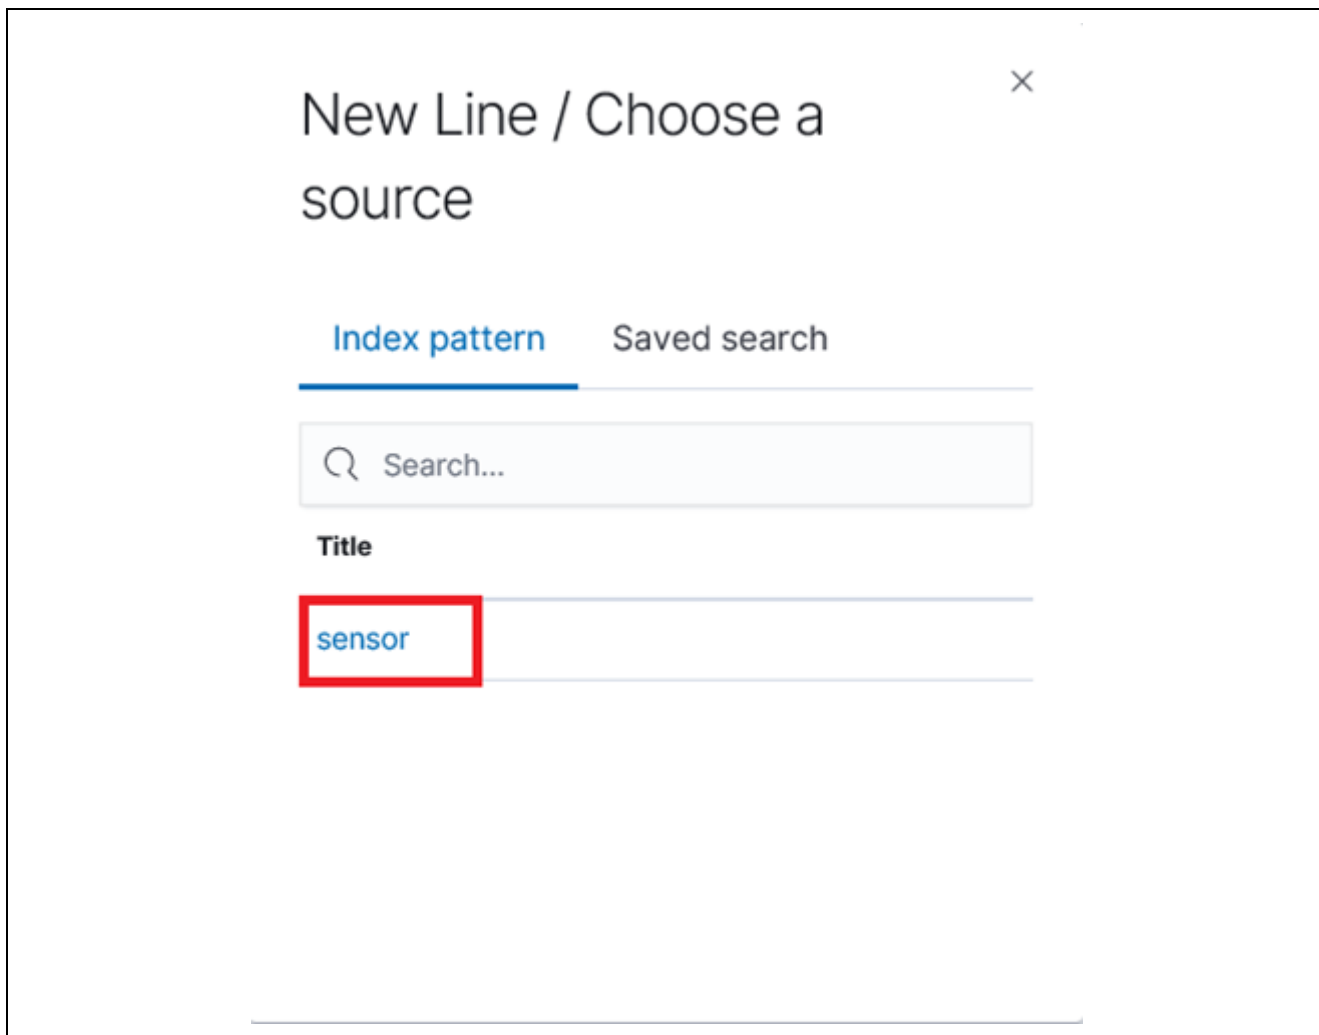 New Line / Choose a
source
Index pattern Saved search
Search...
Title
sensor